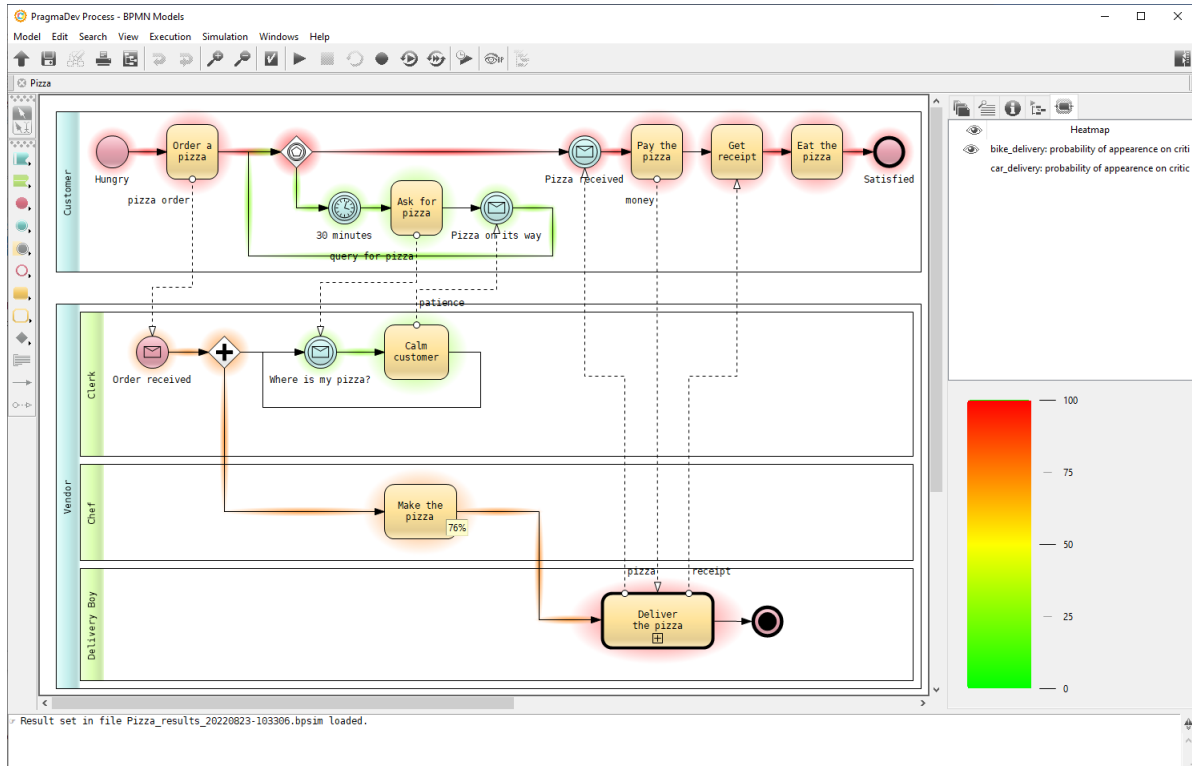 PragmaDev Process - BPMN Models
Model Edit Search View Execution Simulation Windows Help
Pizza
Customer
Hungry
Order a
pizza
pizza order
30 minutes
Ask for
pizza
Pizza on its way
query for pizza
Pizza received
Pay the
pizza
money
Get
receipt
Eat the
pizza
Satisfied
patience
Vendor
Clerk
Order received
Where is my pizza?
Calm
customer
Chef
Make the
pizza
76%
Delivery Boy
pizza
receipt
Deliver
the pizza
Heatmap
bike_delivery: probability of appearence on criti
car_delivery: probability of appearence on critic
100
75
50
25
0
Result set in file Pizza_results_20220823-103306.bpsim loaded.